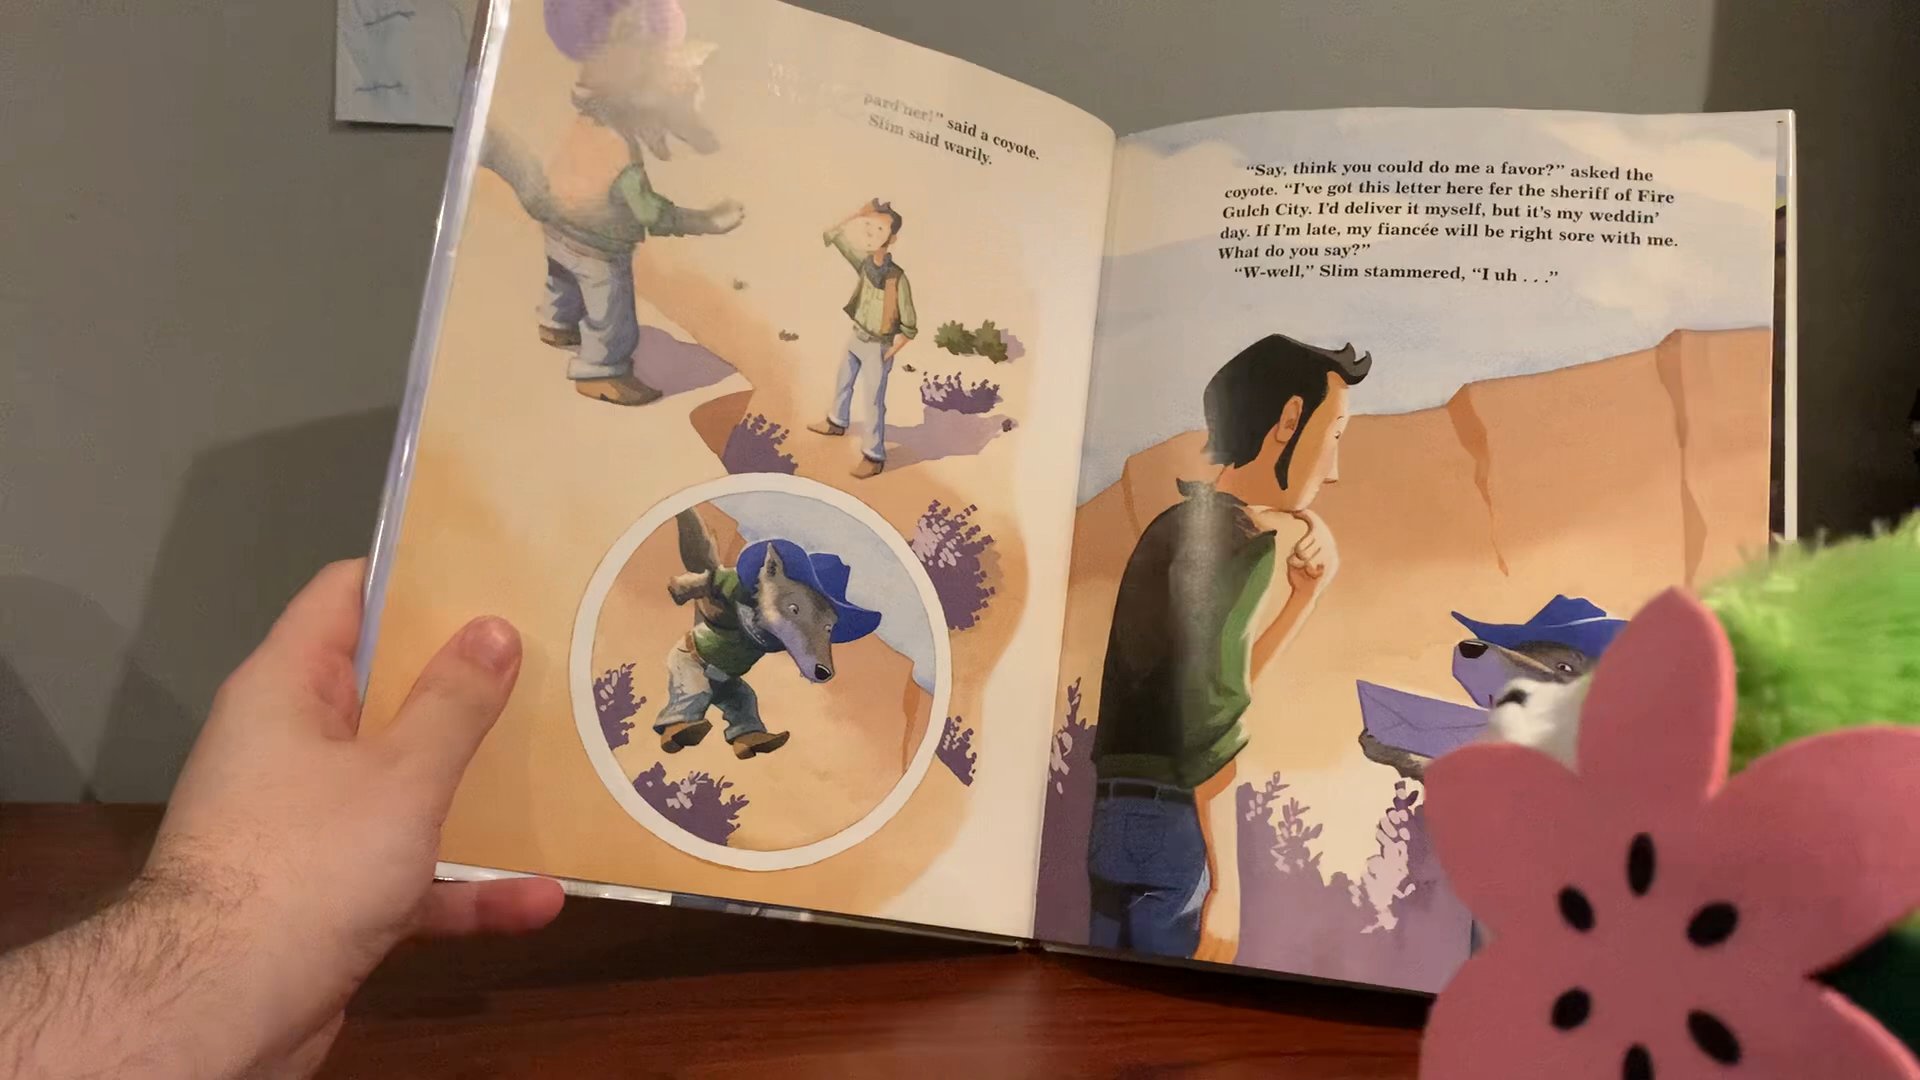 pard'ner!" said a coyote.
Slim said warily.
"Say, think you could do me a favor?" asked the
coyote. "I've got this letter here fer the sheriff of Fire
Gulch City. I'd deliver it myself, but it's my weddin'
day. If I'm late, my fiancée will be right sore with me.
What do you say?"
"W-well," Slim stammered, "I uh . . ."